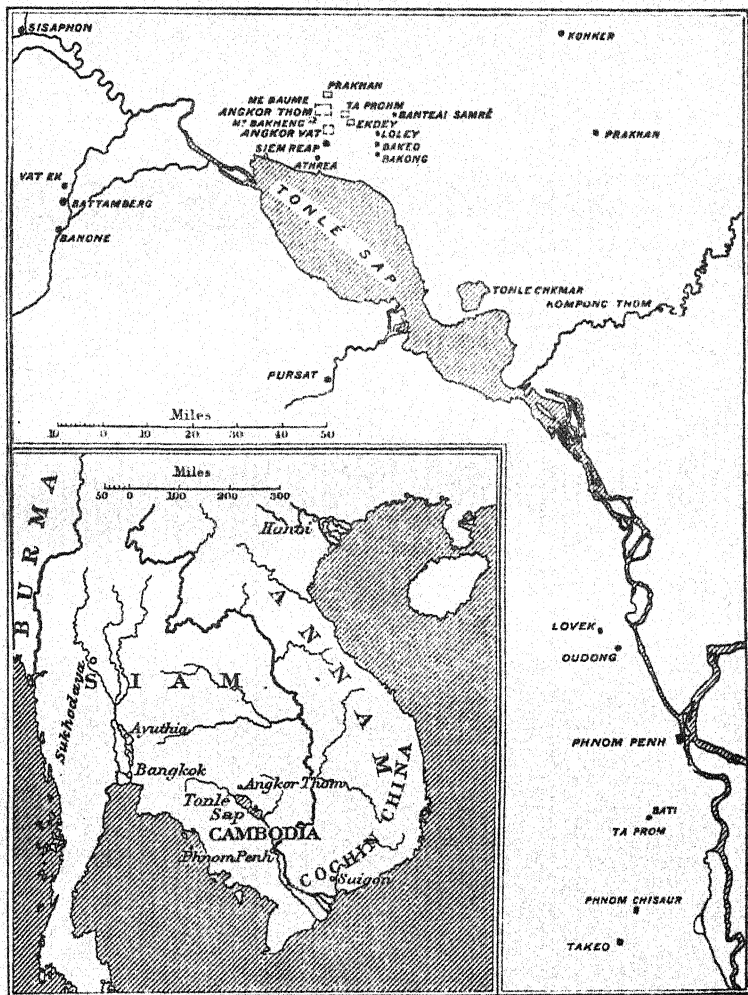 SISAPHON
KOHKER
PRAKHAN
ME BAUME
ANGKOR THOM
TA PROHM
BANTEAI SAMRÉ
Mt BAKHENG
EKDEY
ANGKOR VAT
LOLEY
PRAKHAN
SIEM REAP
BAKEO
ATHREA
BAKONG
VAT EK
BATTAMBERG
BANONE
TONLÉ SAP
TONLE CHKMAR
KOMPONG THOM
PURSAT
Miles
10 0 10 20 30 40 50
Miles
50 0 100 200 300
BURMA
Hanoi
ANNAM
SIAM
Sukhodaya
Ayuthia
Bangkok
Angkor Thom
Tonlé
Sap
CAMBODIA
Phnom Penh
COCHIN CHINA
Saigon
LOVEK
OUDONG
PHNOM PENH
BATI
TA PROM
PHNOM CHISAUR
TAKEO